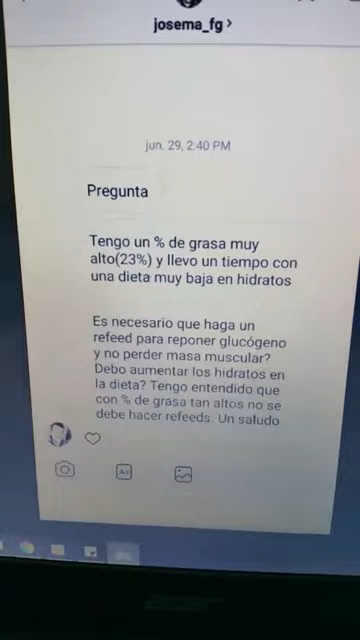 josema_fg >
jun. 29, 2:40 PM
Pregunta
Tengo un % de grasa muy
alto(23%) y llevo un tiempo con
una dieta muy baja en hidratos
Es necesario que haga un
refeed para reponer glucógeno
y no perder masa muscular?
Debo aumentar los hidratos en
la dieta? Tengo entendido que
con % de grasa tan altos no se
debe hacer refeeds. Un saludo